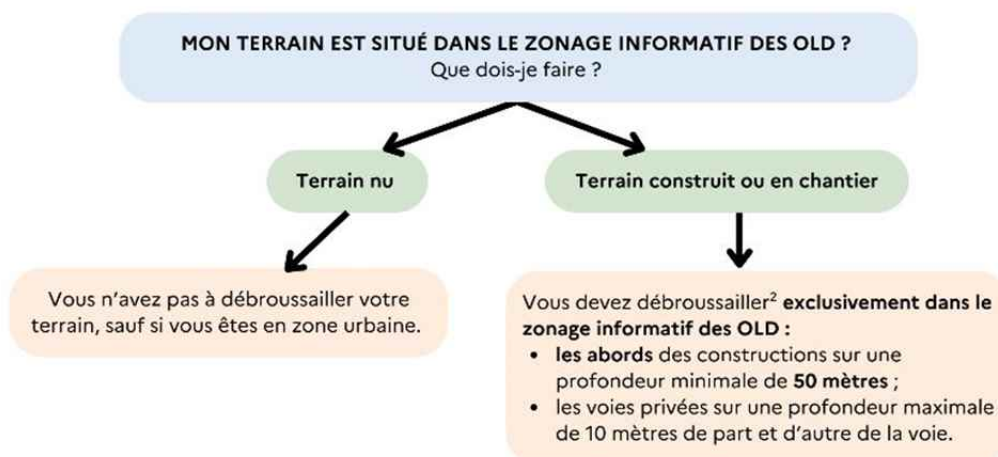 MON TERRAIN EST SITUÉ DANS LE ZONAGE INFORMATIF DES OLD ?
Que dois-je faire ?
Terrain nu
Terrain construit ou en chantier
Vous n'avez pas à débroussailler votre
terrain, sauf si vous êtes en zone urbaine.
Vous devez débroussailler² exclusivement dans le
zonage informatif des OLD :
• les abords des constructions sur une
profondeur minimale de 50 mètres ;
• les voies privées sur une profondeur maximale
de 10 mètres de part et d'autre de la voie.